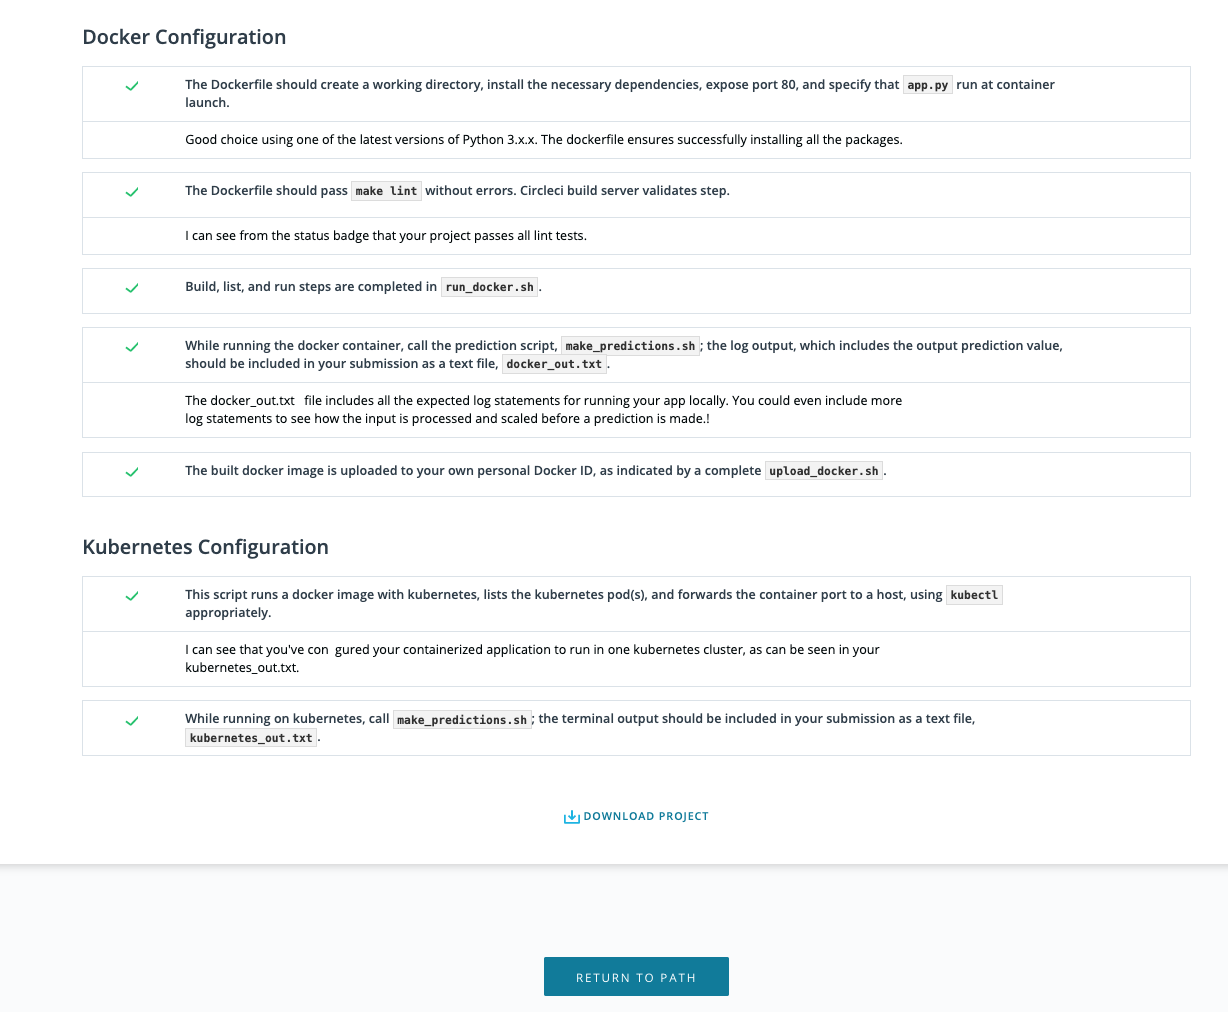 Docker Configuration
The Dockerfile should create a working directory, install the necessary dependencies, expose port 80, and specify that app.py run at container
launch.
Good choice using one of the latest versions of Python 3.x.x. The dockerfile ensures successfully installing all the packages.
The Dockerfile should pass make lint without errors. Circleci build server validates step.
I can see from the status badge that your project passes all lint tests.
Build, list, and run steps are completed in run_docker.sh.
While running the docker container, call the prediction script, make_predictions.sh; the log output, which includes the output prediction value,
should be included in your submission as a text file, docker_out.txt.
The docker_out.txt file includes all the expected log statements for running your app locally. You could even include more
log statements to see how the input is processed and scaled before a prediction is made.!
The built docker image is uploaded to your own personal Docker ID, as indicated by a complete upload_docker.sh.
Kubernetes Configuration
This script runs a docker image with kubernetes, lists the kubernetes pod(s), and forwards the container port to a host, using kubectl
appropriately.
I can see that you've con gured your containerized application to run in one kubernetes cluster, as can be seen in your
kubernetes_out.txt.
While running on kubernetes, call make_predictions.sh; the terminal output should be included in your submission as a text file,
kubernetes_out.txt.
DOWNLOAD PROJECT
RETURN TO PATH